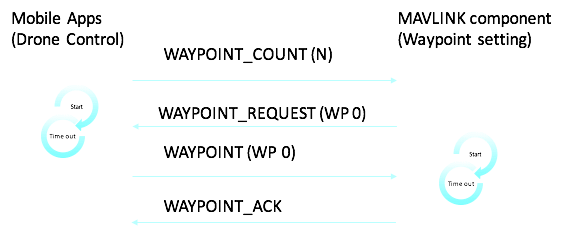 Mobile Apps
(Drone Control)
MAVLINK component
(Waypoint setting)
WAYPOINT_COUNT (N)
Start
Time out
WAYPOINT_REQUEST (WP 0)
WAYPOINT (WP 0)
Start
Time out
WAYPOINT_ACK